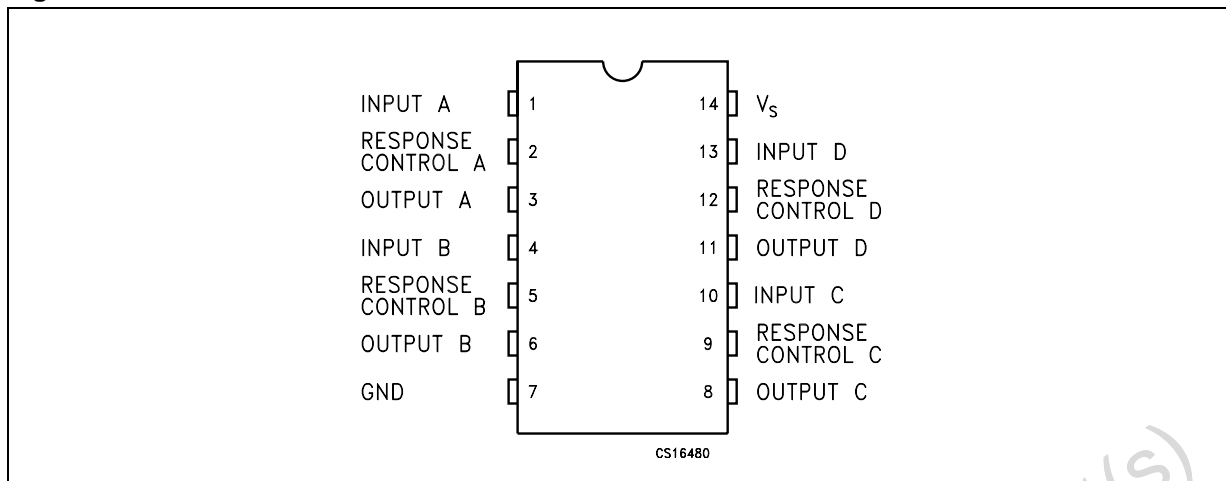 INPUT A
1
14
VS
RESPONSE
CONTROL A
2
13
INPUT D
OUTPUT A
3
12
RESPONSE
CONTROL D
INPUT B
4
11
OUTPUT D
RESPONSE
CONTROL B
5
10
INPUT C
OUTPUT B
6
9
RESPONSE
CONTROL C
GND
7
8
OUTPUT C
CS16480